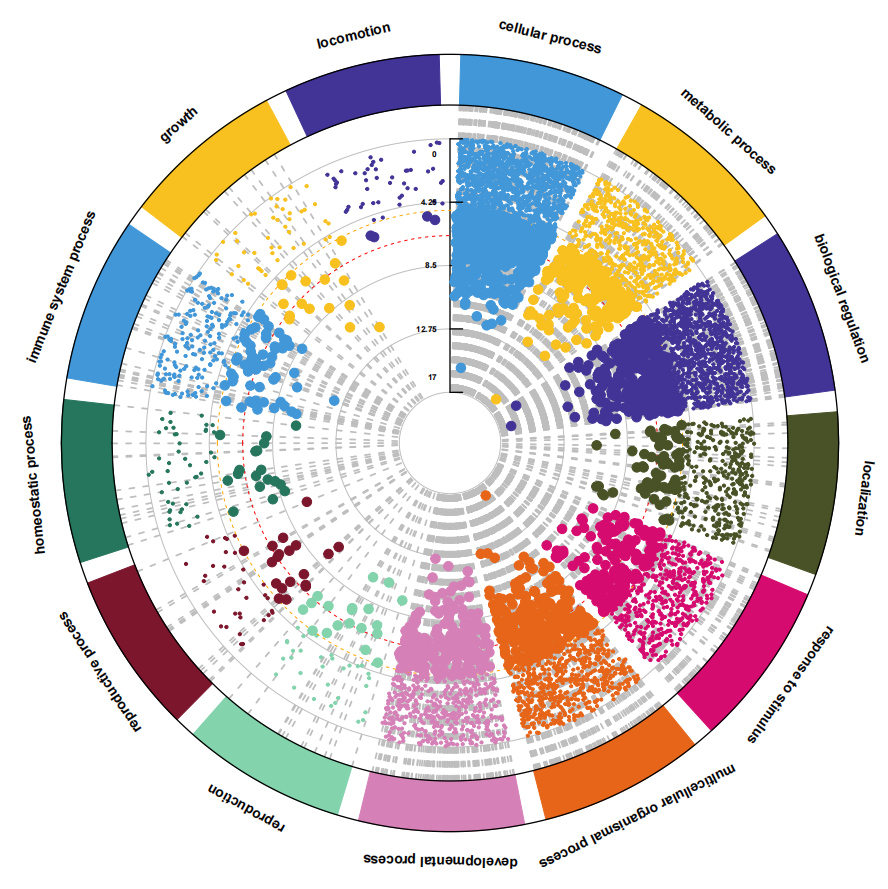 cellular process
metabolic process
biological regulation
localization
response to stimulus
multicellular organismal process
developmental process
reproduction
reproductive process
homeostatic process
immune system process
growth
locomotion
0
4.25
8.5
12.75
17